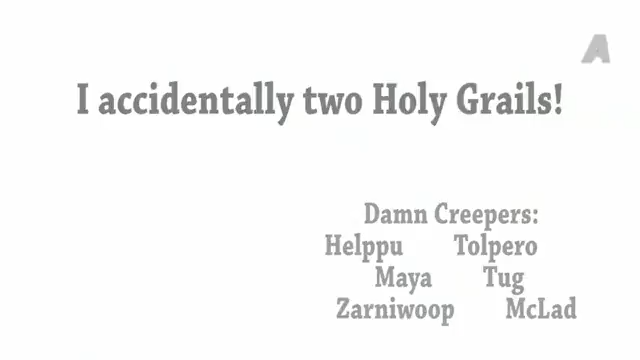 A
I accidentally two Holy Grails!
Damn Creepers:
Helppu Tolpero
Maya Tug
Zarniwoop McLad